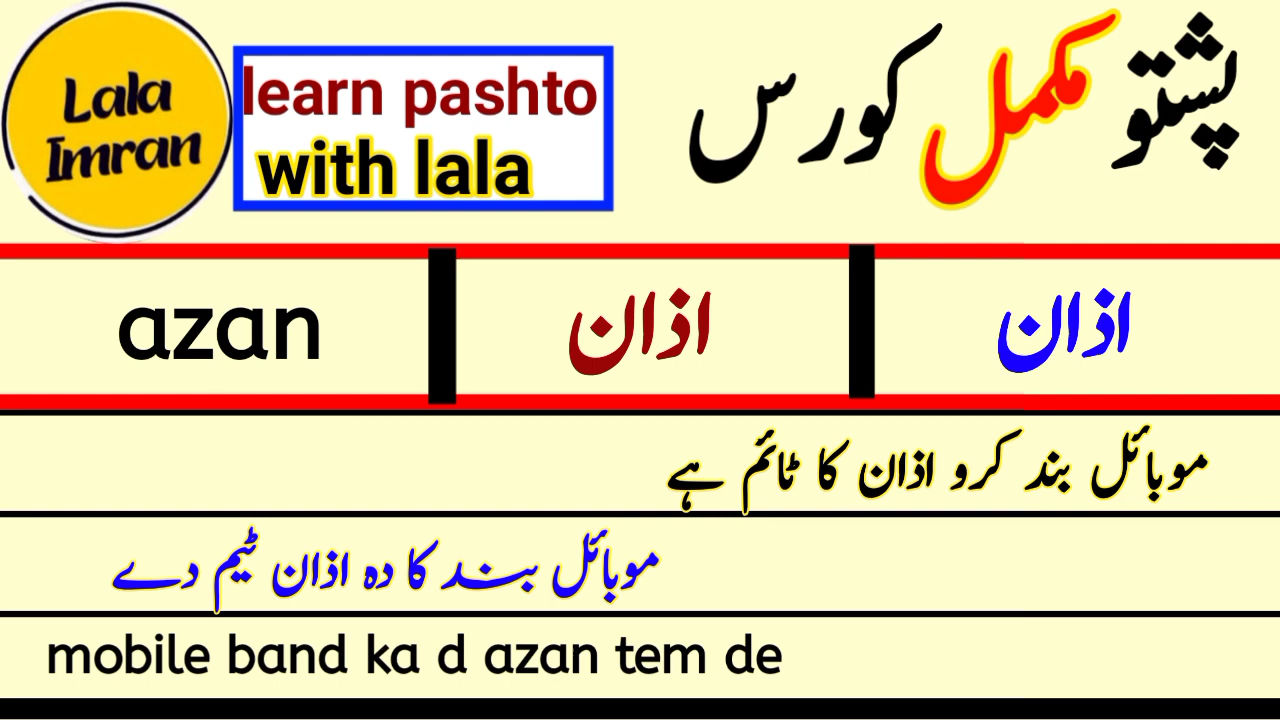 Lala
Imran
learn pashto
with lala
پشتو مکمل کورس
azan
اذان
اذان
موبائل بند کرو اذان کا ٹائم ہے
موبائل بند کا دہ اذان ٹیم دے
mobile band ka d azan tem de